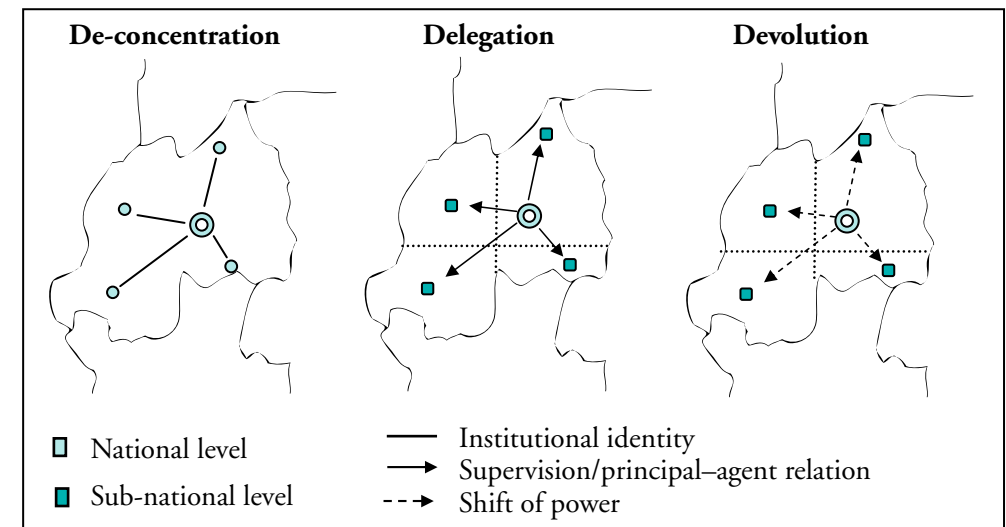 De-concentration
Delegation
Devolution
National level
Sub-national level
Institutional identity
Supervision/principal–agent relation
Shift of power